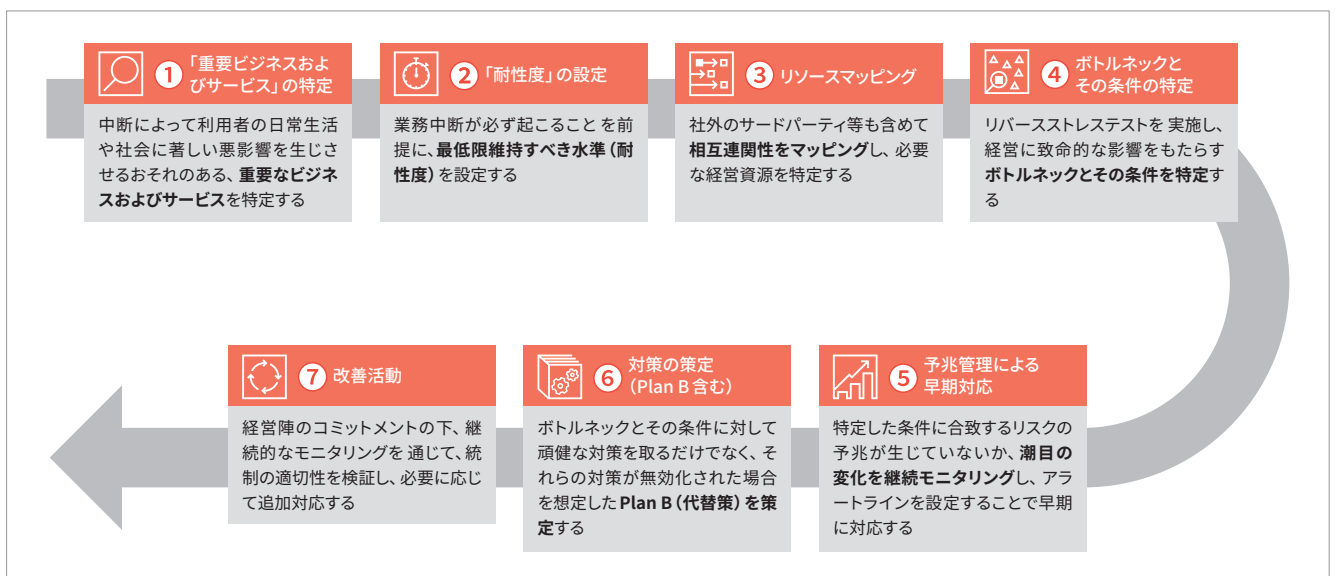 1 「重要ビジネスおよ
びサービス」の特定
中断によって利用者の日常生活
や社会に著しい悪影響を生じさ
せるおそれのある、重要なビジネ
スおよびサービスを特定する
2 「耐性度」の設定
業務中断が必ず起こること を前
提に、最低限維持すべき水準（耐
性度）を設定する
3 リソースマッピング
社外のサードパーティ等も含めて
相互連関性をマッピングし、必要
な経営資源を特定する
4 ボトルネックと
その条件の特定
リバースストレステストを 実施し、
経営に致命的な影響をもたらす
ボトルネックとその条件を特定す
る
5 予兆管理による
早期対応
特定した条件に合致するリスクの
予兆が生じていないか、潮目の
変化を継続モニタリングし、アラ
ートラインを設定することで早期
に対応する
6 対策の策定
（Plan B 含む）
ボトルネックとその条件に対して
頑健な対策を取るだけでなく、そ
れらの対策が無効化された場合
を想定した Plan B（代替策）を策
定する
7 改善活動
経営陣のコミットメントの下、継
続的なモニタリングを 通じて、統
制の適切性を検証し、必要に応じ
て追加対応する